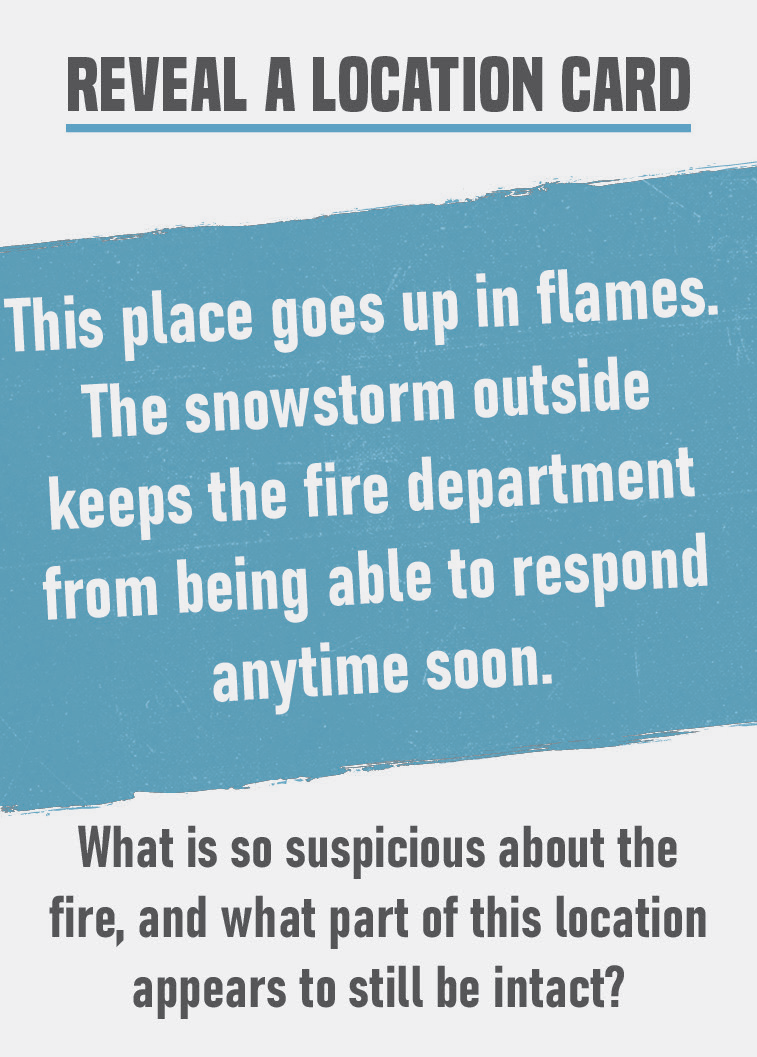 REVEAL A LOCATION CARD
This place goes up in flames.
The snowstorm outside
keeps the fire department
from being able to respond
anytime soon.
What is so suspicious about the
fire, and what part of this location
appears to still be intact?